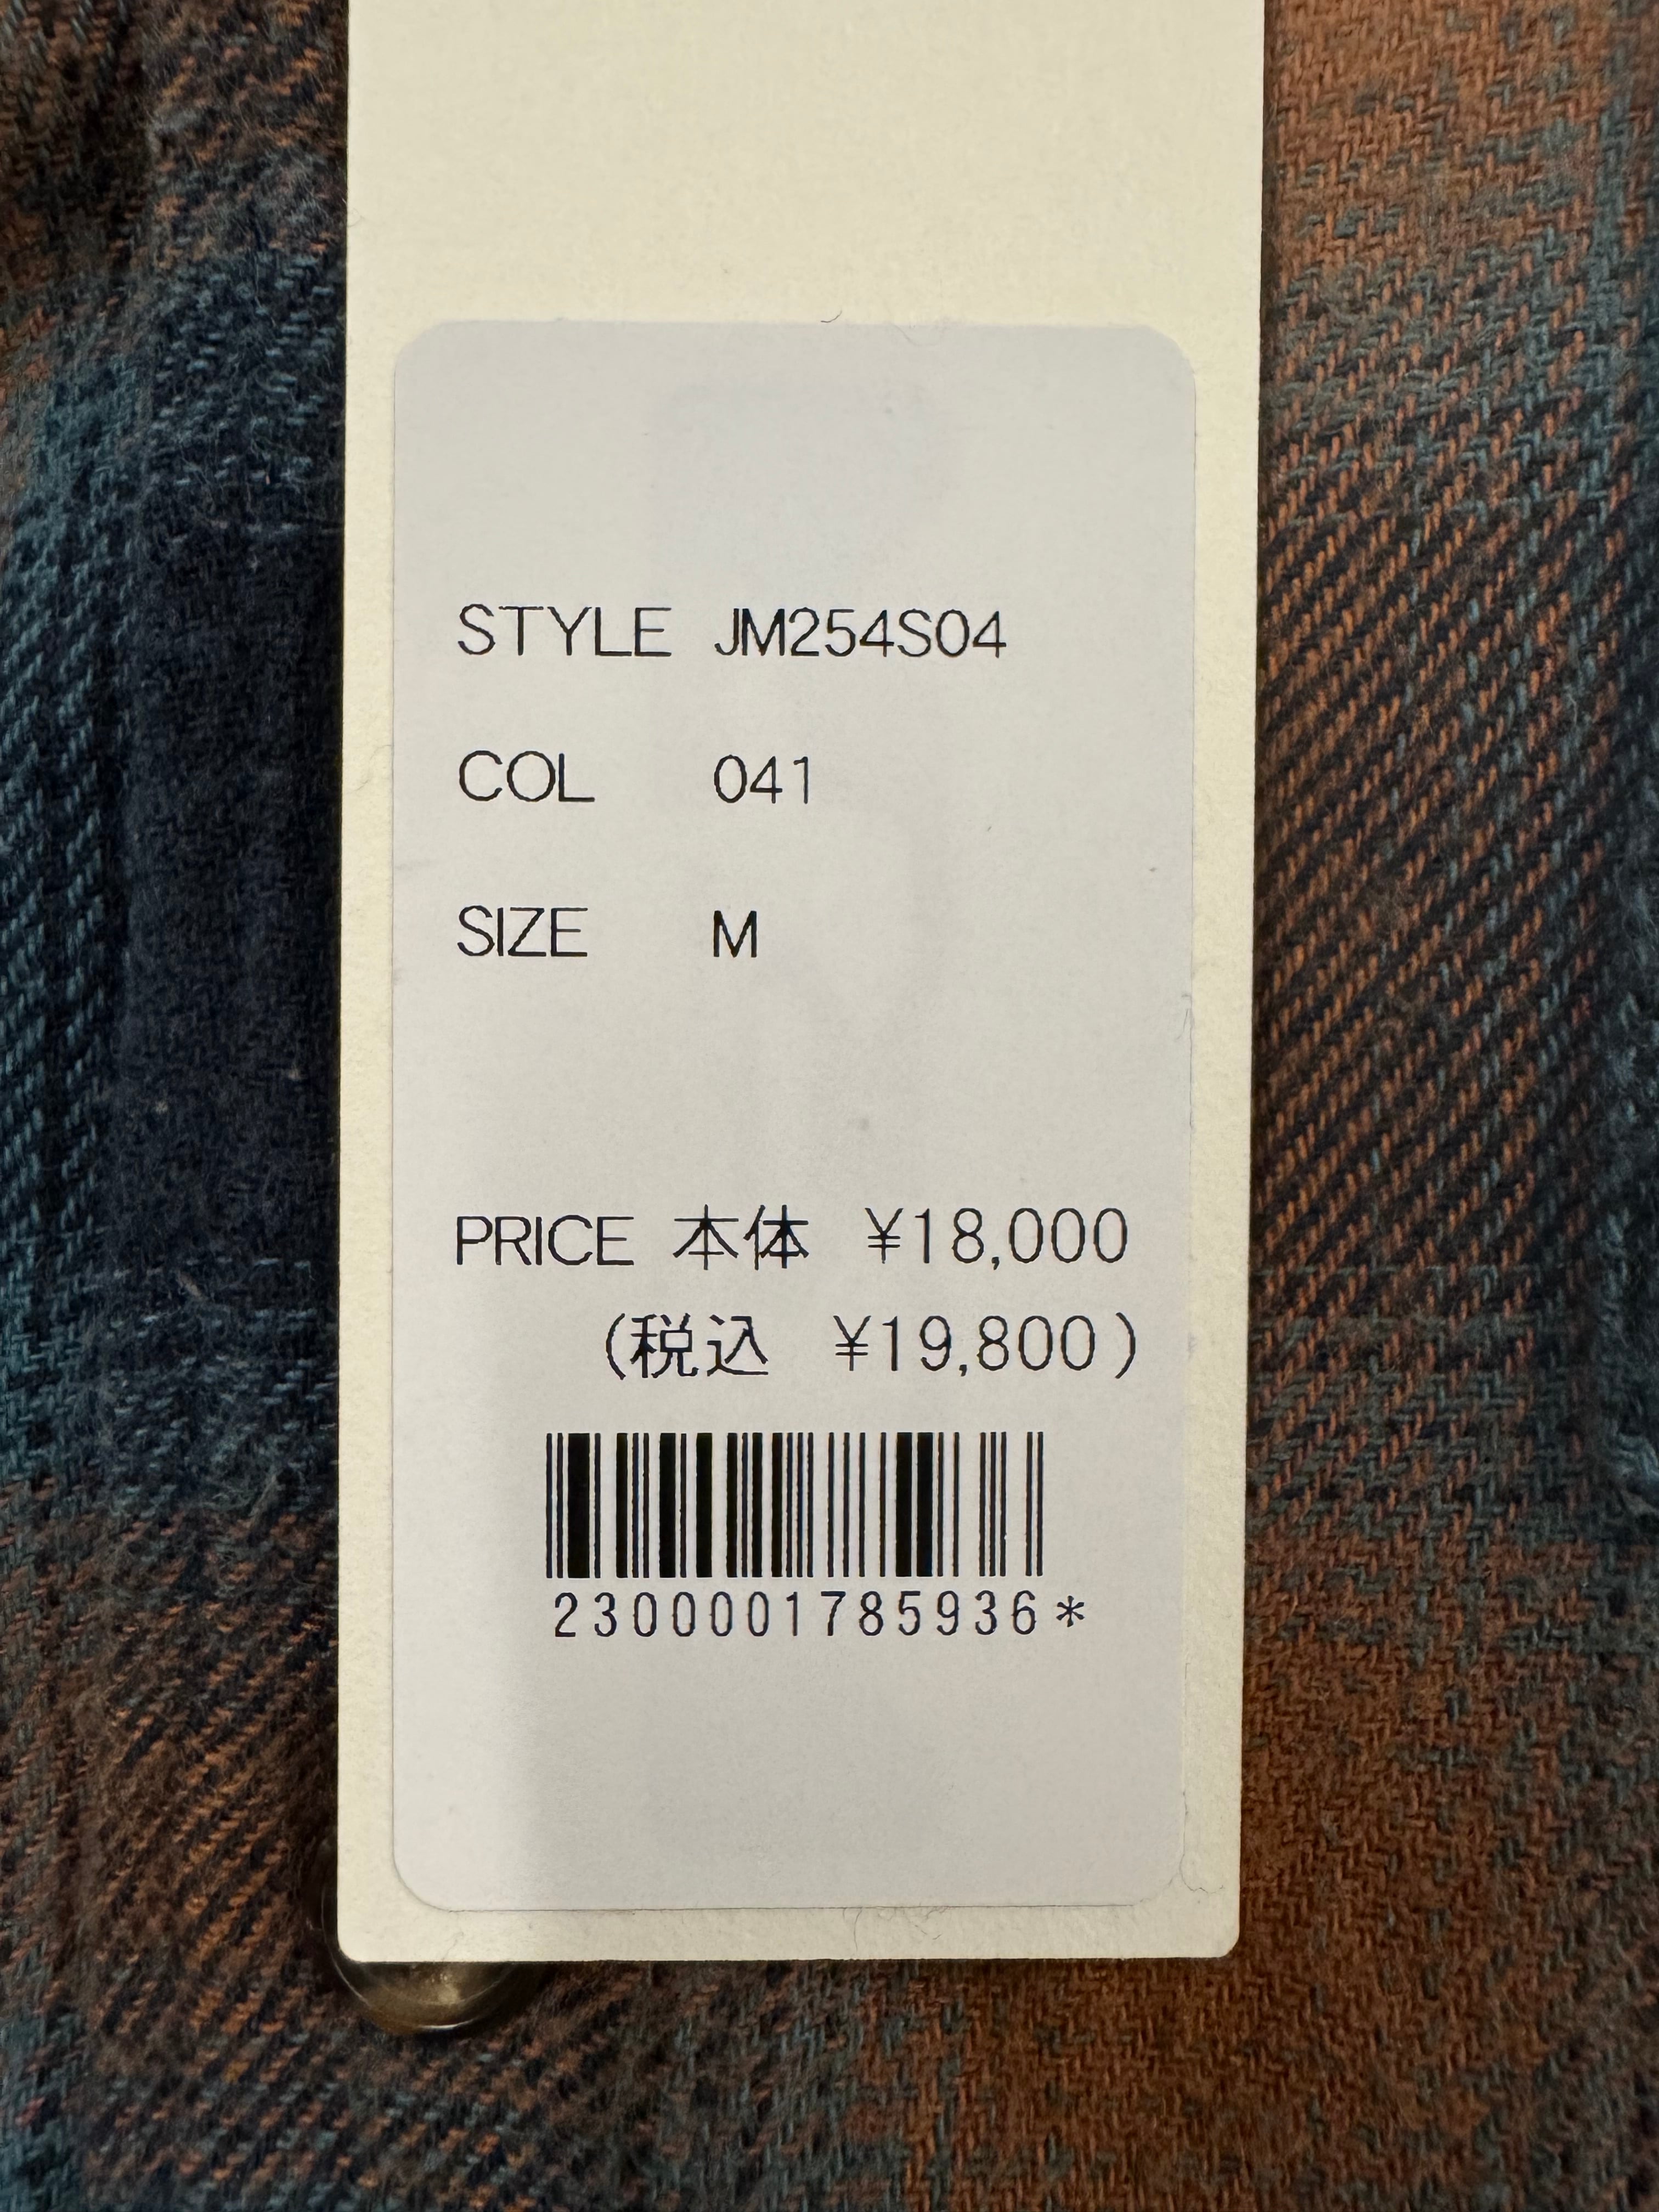 STYLE JM254S04
COL 041
SIZE M
PRICE 本体 ¥18,000
(税込 ¥19,800)
2300001785936*